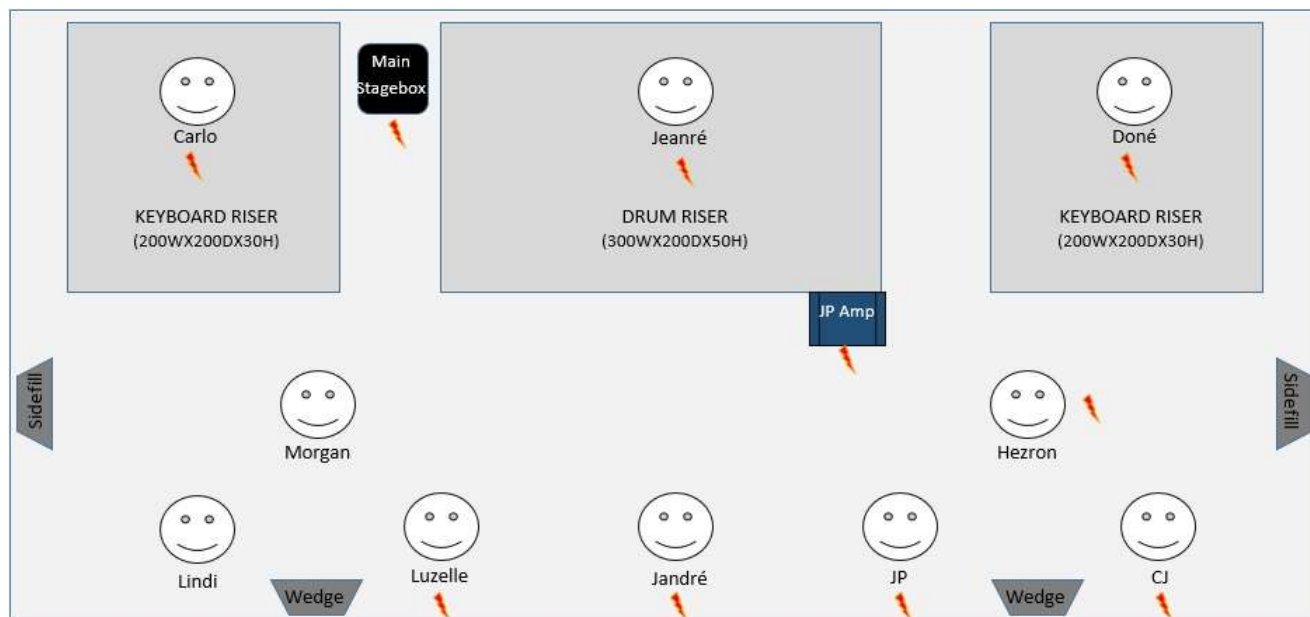 Main
Stagebox
Carlo
Jeanré
Doné
KEYBOARD RISER
(200WX200DX30H)
DRUM RISER
(300WX200DX50H)
KEYBOARD RISER
(200WX200DX30H)
JP Amp
Sidefill
Sidefill
Morgan
Hezron
Lindi
Luzelle
Jandré
JP
CJ
Wedge
Wedge